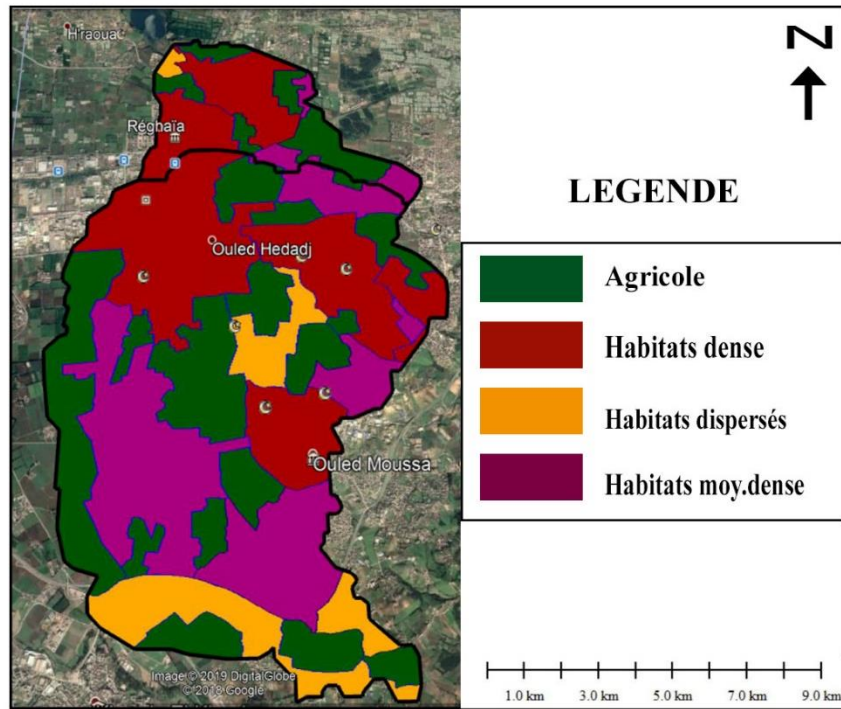 H'raoua
Réghaïa
Ouled Hedadj
Ouled Moussa
Image © 2019 DigitalGlobe
© 2018 Google
N
LEGENDE
Agricole
Habitats dense
Habitats dispersés
Habitats moy.dense
1.0 km 3.0 km 5.0 km 7.0 km 9.0 km